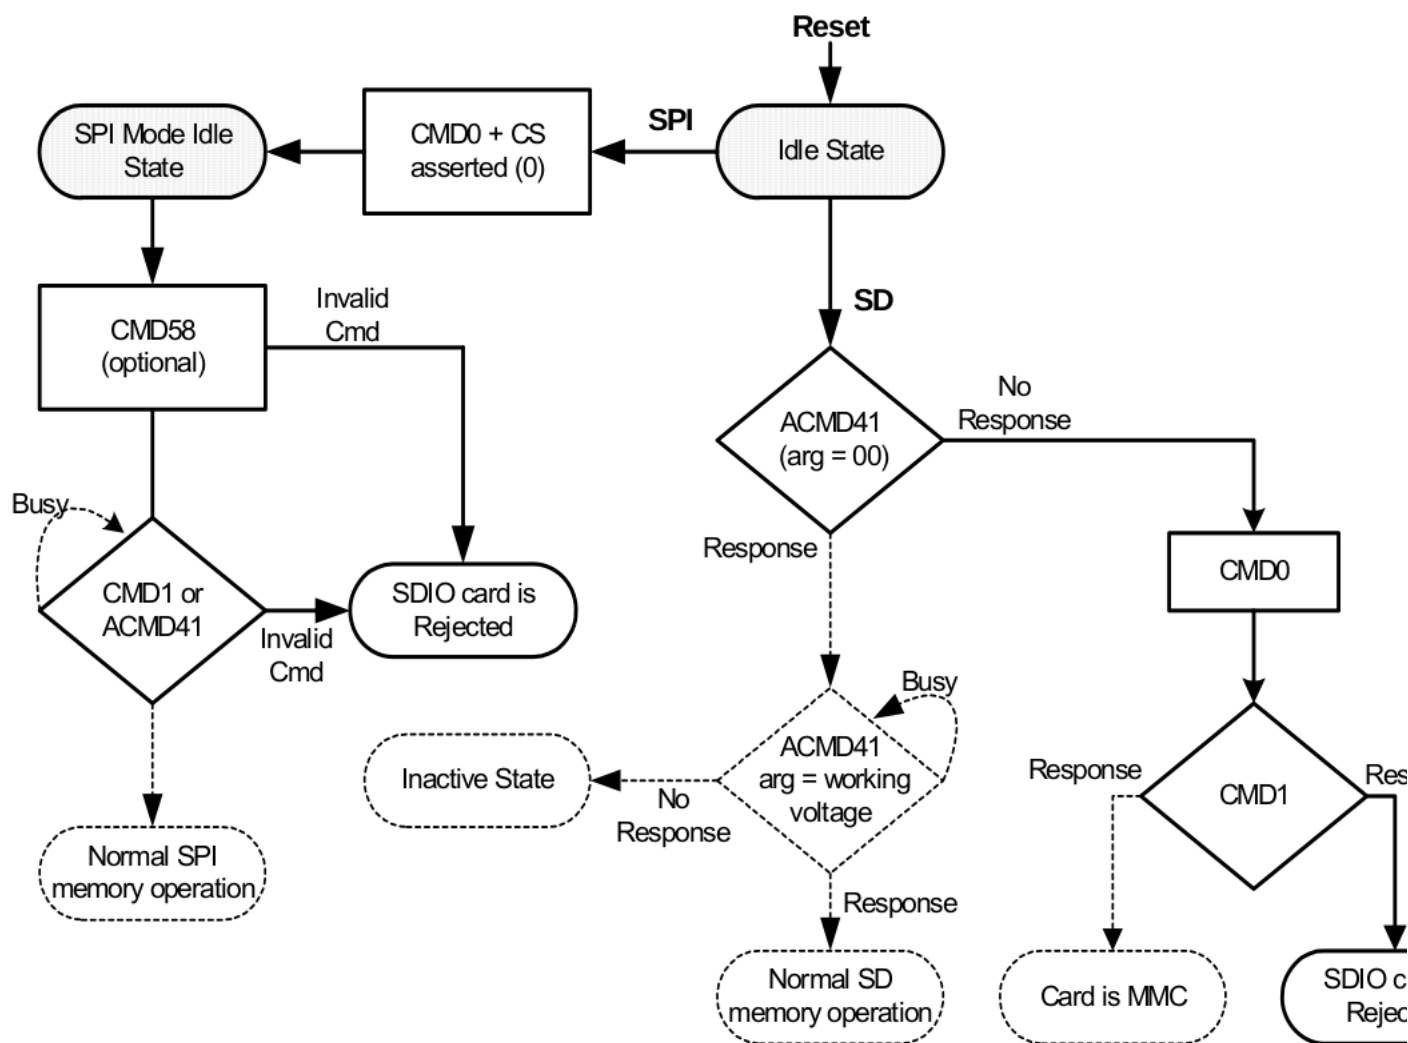 Reset
SPI Mode Idle
State
CMD0 + CS
asserted (0)
SPI
Idle State
CMD58
(optional)
Invalid
Cmd
SD
ACMD41
(arg = 00)
No
Response
Busy
Response
CMD0
CMD1 or
ACMD41
Invalid
Cmd
SDIO card is
Rejected
Busy
ACMD41
arg = working
voltage
Inactive State
No
Response
Response
CMD1
Normal SPI
memory operation
Response
Normal SD
memory operation
Card is MMC
SDIO